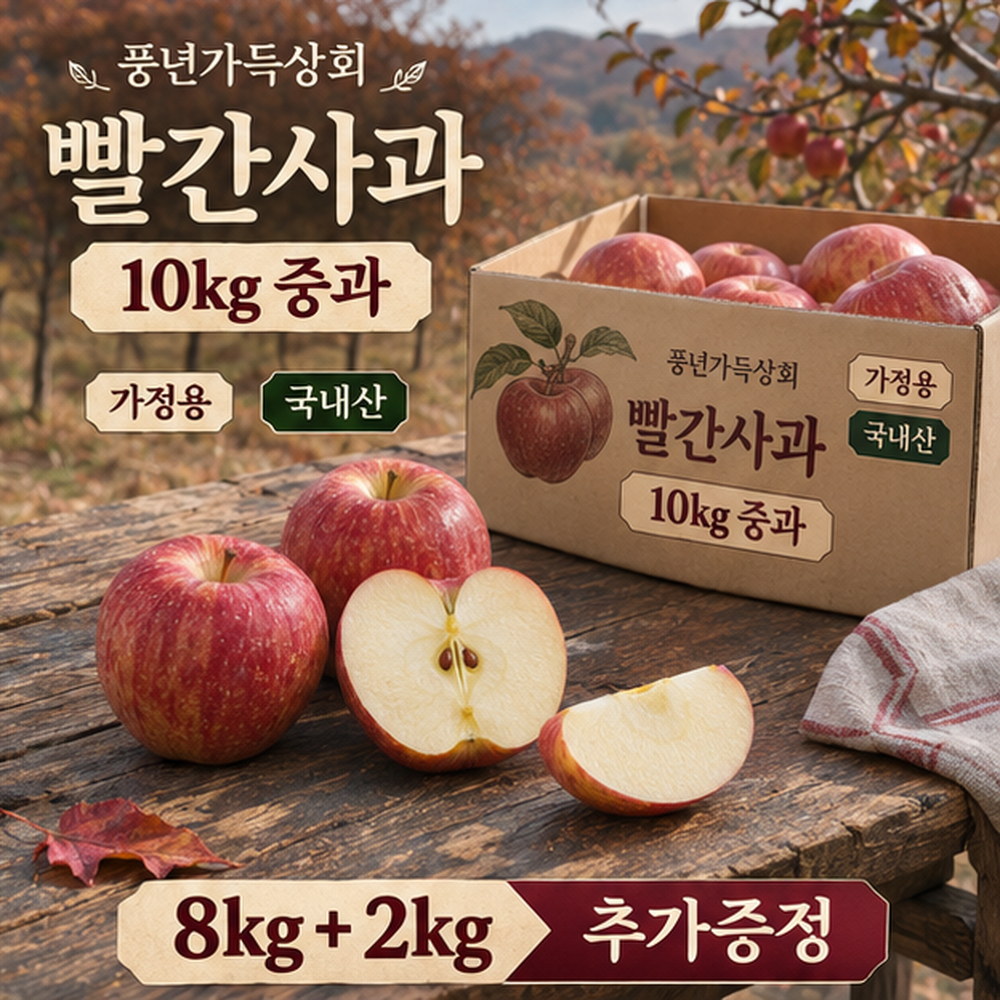 풍년가득상회
빨간사과
10kg 중과
가정용
국내산
풍년가득상회
빨간사과
10kg 중과
가정용
국내산
8kg + 2kg 추가증정